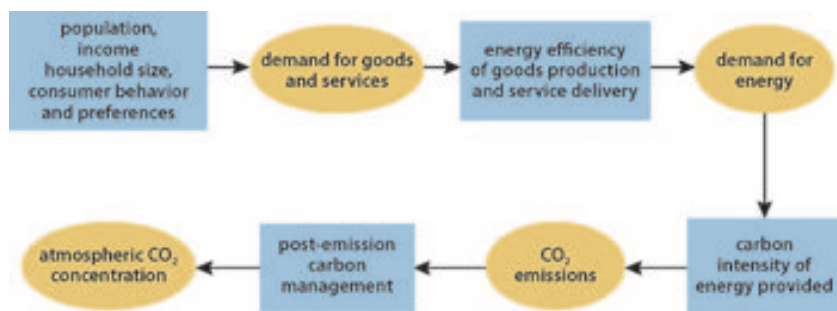 population,
income
household size,
consumer behavior
and preferences
demand for goods
and services
energy efficiency
of goods production
and service delivery
demand for
energy
carbon
intensity of
energy provided
CO₂
emissions
post-emission
carbon
management
atmospheric CO₂
concentration